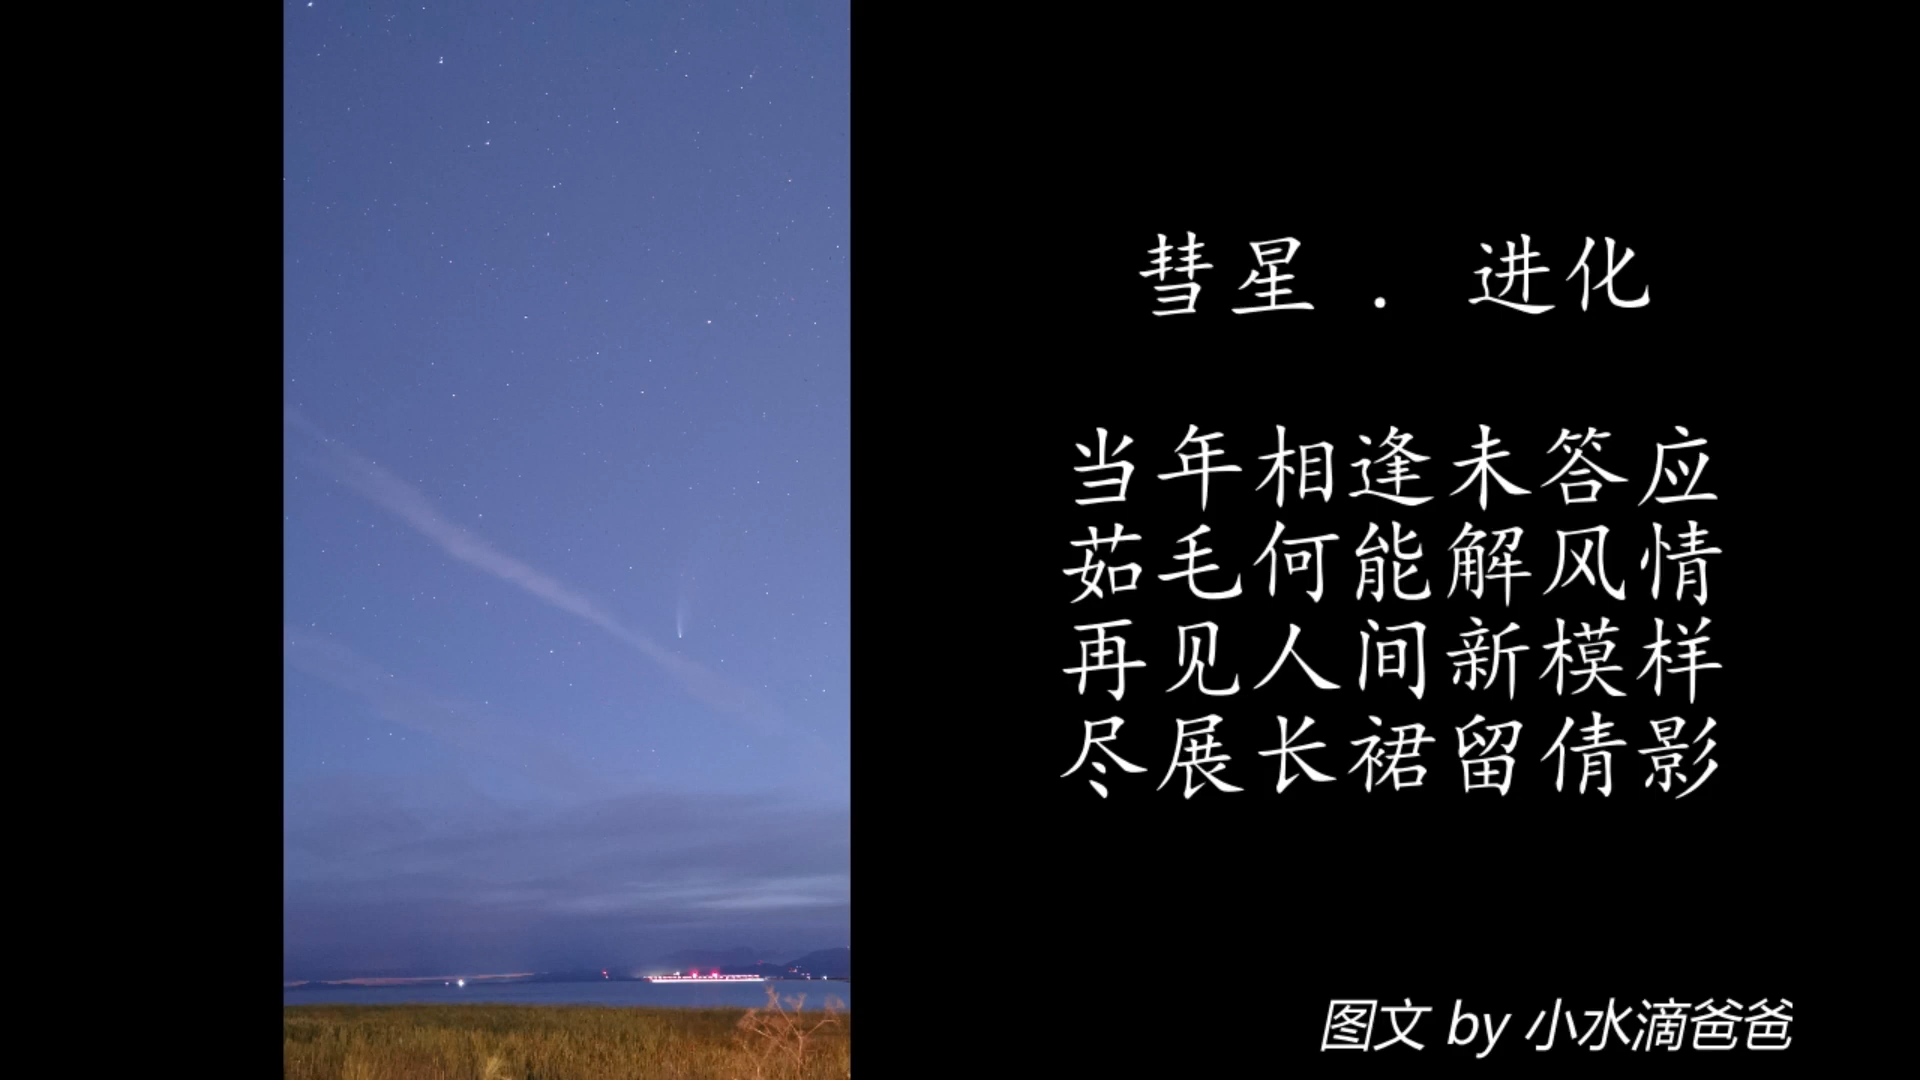 彗星 . 进化
当年相逢未答应
茹毛何能解风情
再见人间新模样
尽展长裙留倩影
图文 by 小水滴爸爸